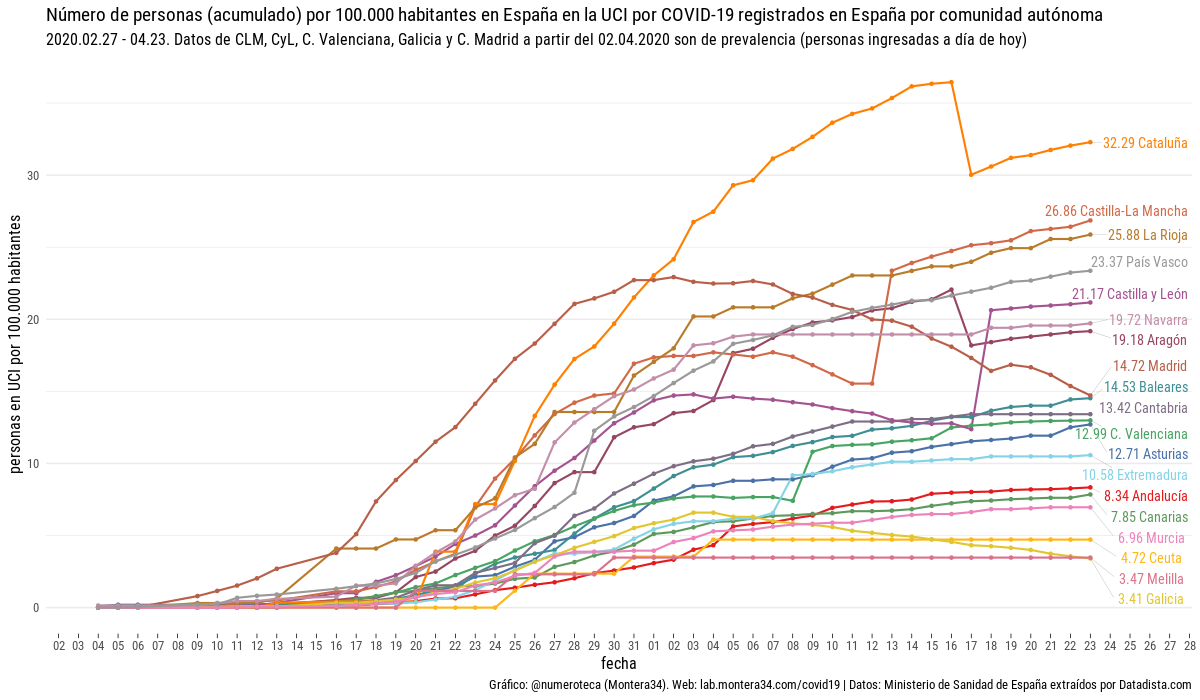 Número de personas (acumulado) por 100.000 habitantes en España en la UCI por COVID-19 registrados en España por comunidad autónoma
2020.02.27 - 04.23. Datos de CLM, CyL, C. Valenciana, Galicia y C. Madrid a partir del 02.04.2020 son de prevalencia (personas ingresadas a día de hoy)
personas en UCI por 100.000 habitantes
30
20
10
0
32.29 Cataluña
26.86 Castilla-La Mancha
25.88 La Rioja
23.37 País Vasco
21.17 Castilla y León
19.72 Navarra
19.18 Aragón
14.72 Madrid
14.53 Baleares
13.42 Cantabria
12.99 C. Valenciana
12.71 Asturias
10.58 Extremadura
8.34 Andalucía
7.85 Canarias
6.96 Murcia
4.72 Ceuta
3.47 Melilla
3.41 Galicia
02 03 04 05 06 07 08 09 10 11 12 13 14 15 16 17 18 19 20 21 22 23 24 25 26 27 28 29 30 31 01 02 03 04 05 06 07 08 09 10 11 12 13 14 15 16 17 18 19 20 21 22 23 24 25 26 27 28
fecha
Gráfico: @numeroteca (Montera34). Web: lab.montera34.com/covid19 | Datos: Ministerio de Sanidad de España extraídos por Datadista.com